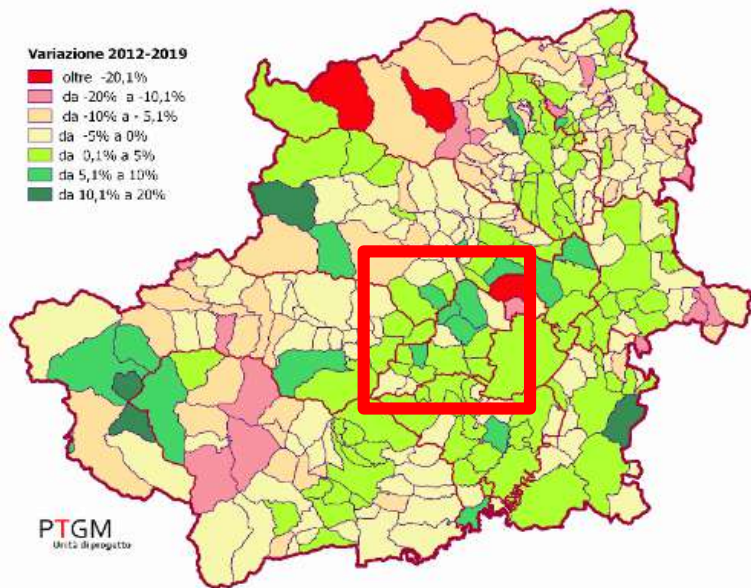 Variazione 2012-2019
oltre -20,1%
da -20% a -10,1%
da -10% a - 5,1%
da -5% a 0%
da 0,1% a 5%
da 5,1% a 10%
da 10,1% a 20%
PTGM
Unità di progetto